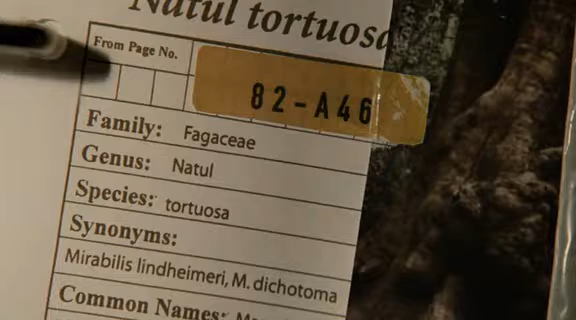 Natul tortuosa
From Page No.
82-A46
Family: Fagaceae
Genus: Natul
Species: tortuosa
Synonyms:
Mirabilis lindheimeri, M. dichotoma
Common Names: